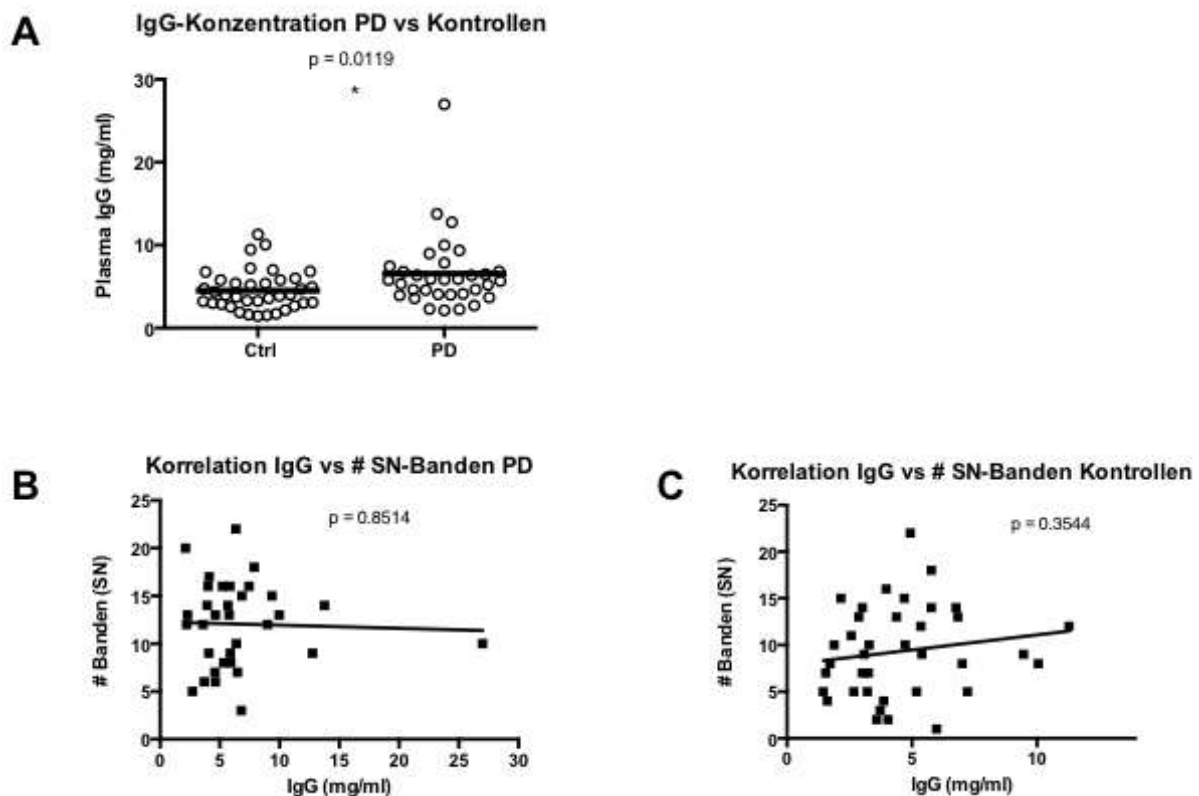 A
IgG-Konzentration PD vs Kontrollen
p = 0.0119
*
30
20
10
0
Plasma IgG (mg/ml)
Ctrl
PD
B
Korrelation IgG vs # SN-Banden PD
p = 0.8514
25
20
15
10
5
0
# Banden (SN)
0
5
10
15
20
25
30
IgG (mg/ml)
C
Korrelation IgG vs # SN-Banden Kontrollen
p = 0.3544
25
20
15
10
5
0
# Banden (SN)
0
5
10
IgG (mg/ml)